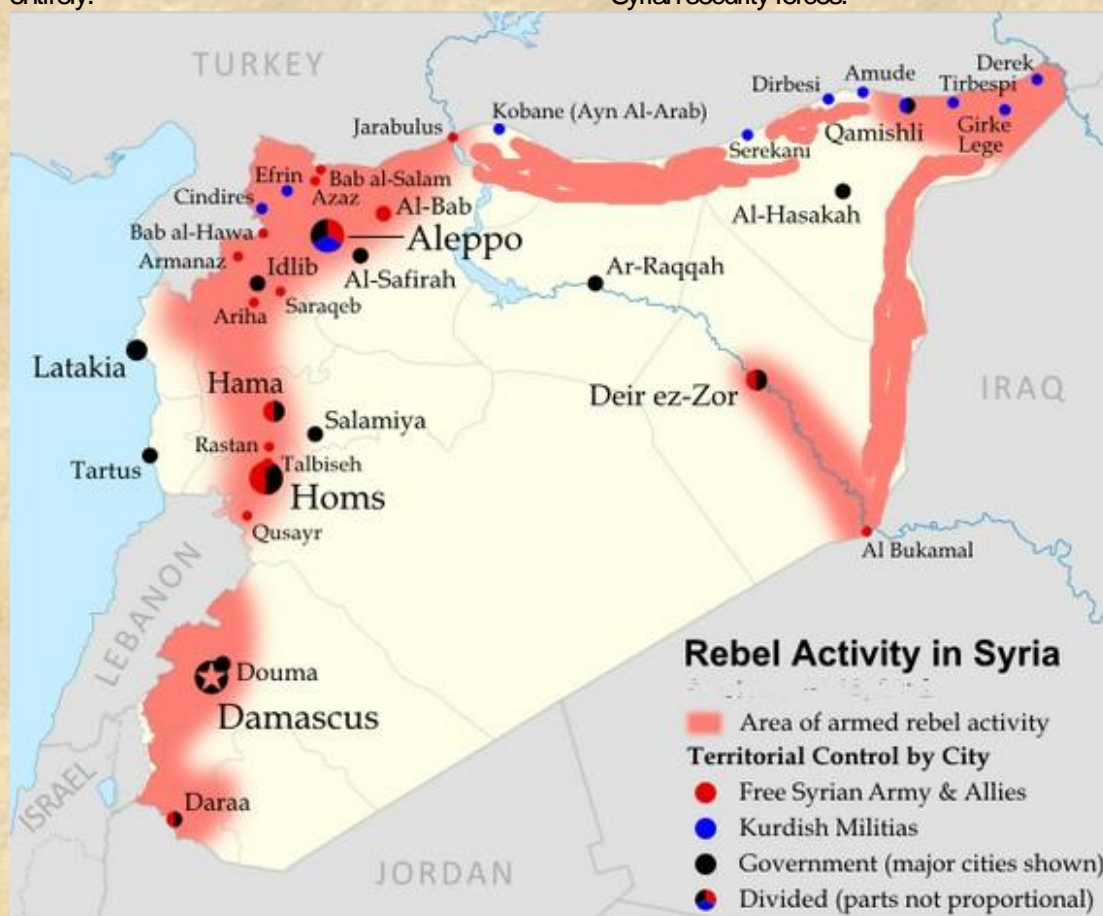 entirely.
Syrian security forces.
TURKEY
Derek
Amude
Tirbespi
Dirbesi
Kobane (Ayn Al-Arab)
Jarabulus
Qamishli
Girke
Lege
Serekani
Efrin
Bab al-Salam
Cindires
Azaz
Al-Bab
Al-Hasakah
Bab al-Hawa
Aleppo
Armanaz
Idlib
Al-Safirah
Ar-Raqqah
Saraqeb
Ariha
Latakia
Hama
Deir ez-Zor
IRAQ
Salamiya
Rastan
Tartus
Talbiseh
Homs
Qusayr
Al Bukamal
LEBANON
Douma
Damascus
ISRAEL
Daraa
JORDAN
Rebel Activity in Syria
Area of armed rebel activity
Territorial Control by City
Free Syrian Army & Allies
Kurdish Militias
Government (major cities shown)
Divided (parts not proportional)